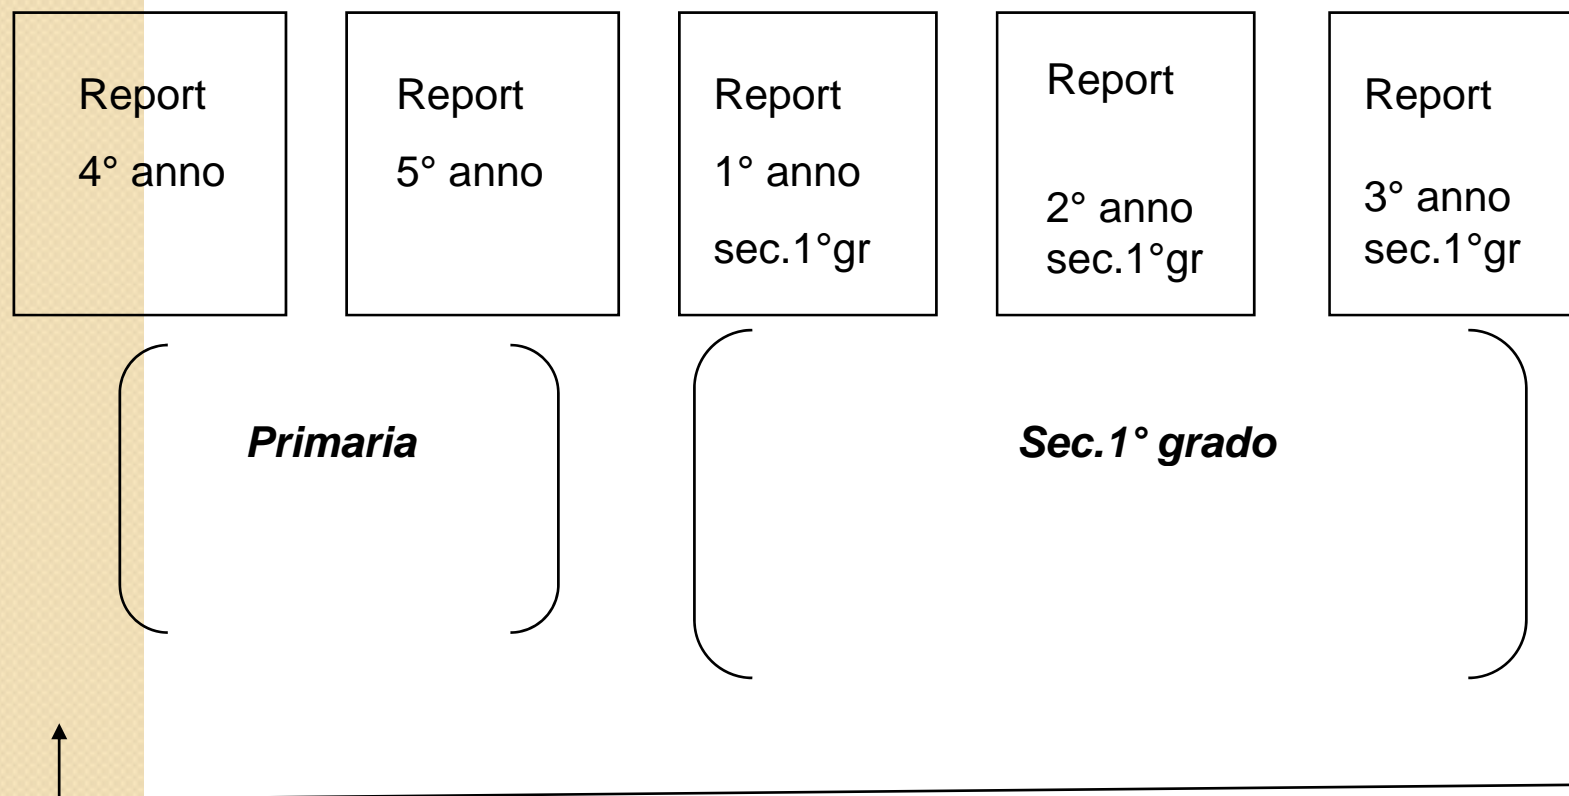 Report
4° anno
Report
5° anno
Report
1° anno
sec.1°gr
Report
2° anno
sec.1°gr
Report
3° anno
sec.1°gr
Primaria
Sec.1° grado